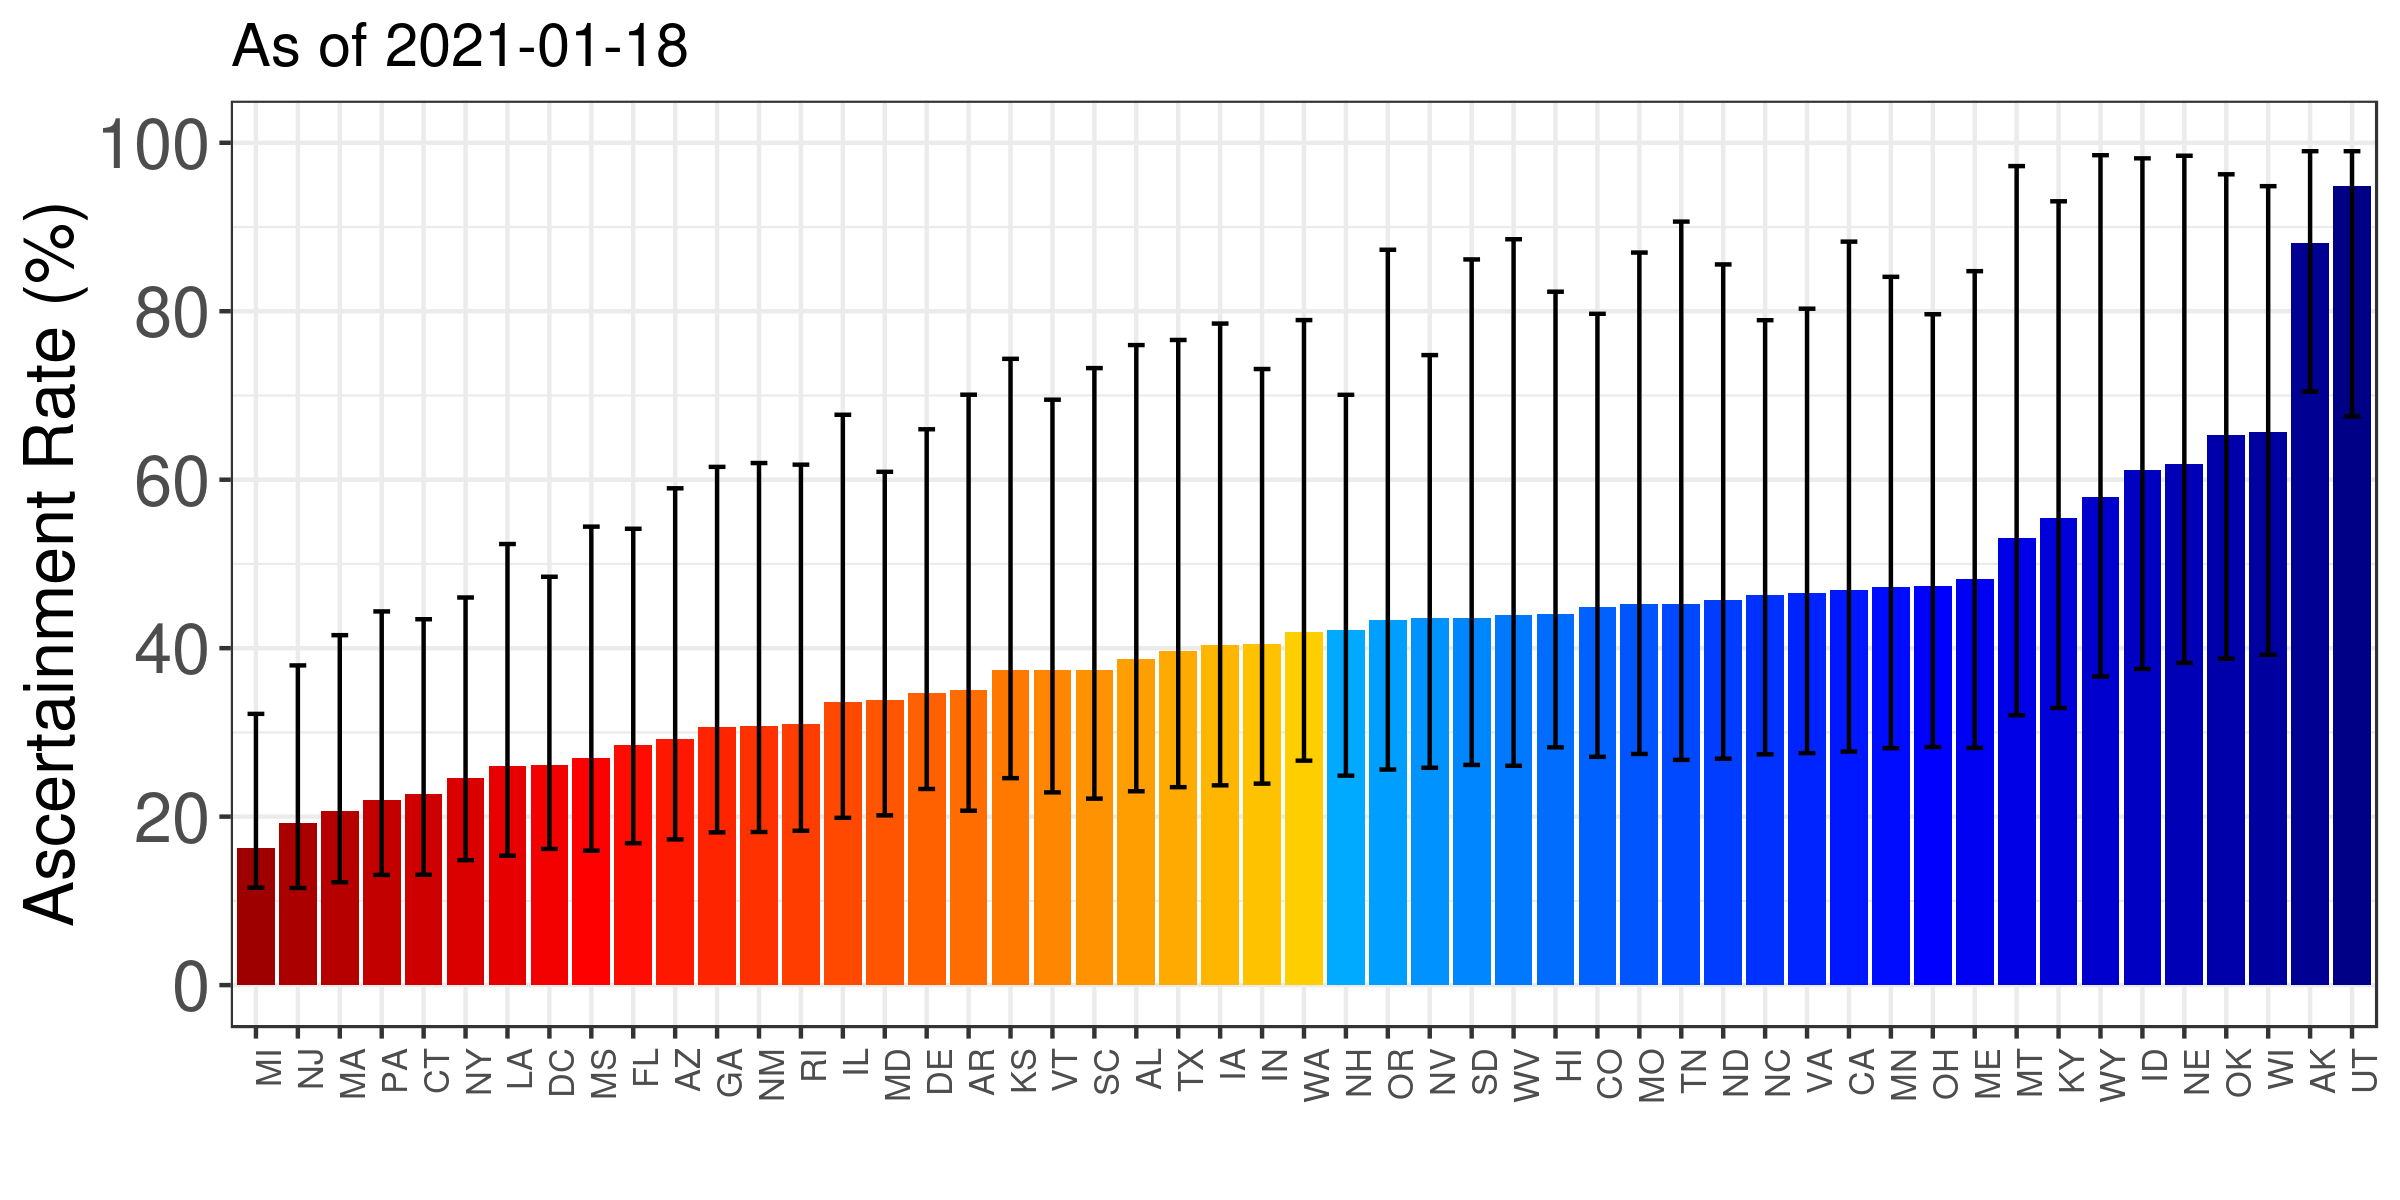 As of 2021-01-18
Ascertainment Rate (%)
100
80
60
40
20
0
MI NJ MA PA CT NY LA DC MS FL AZ GA NM RI IL MD DE AR KS VT SC AL TX IA IN WA NH OR NV SD WV HI CO MO TN ND NC VA CA MN OH ME MT KY WY ID NE OK WI AK UT